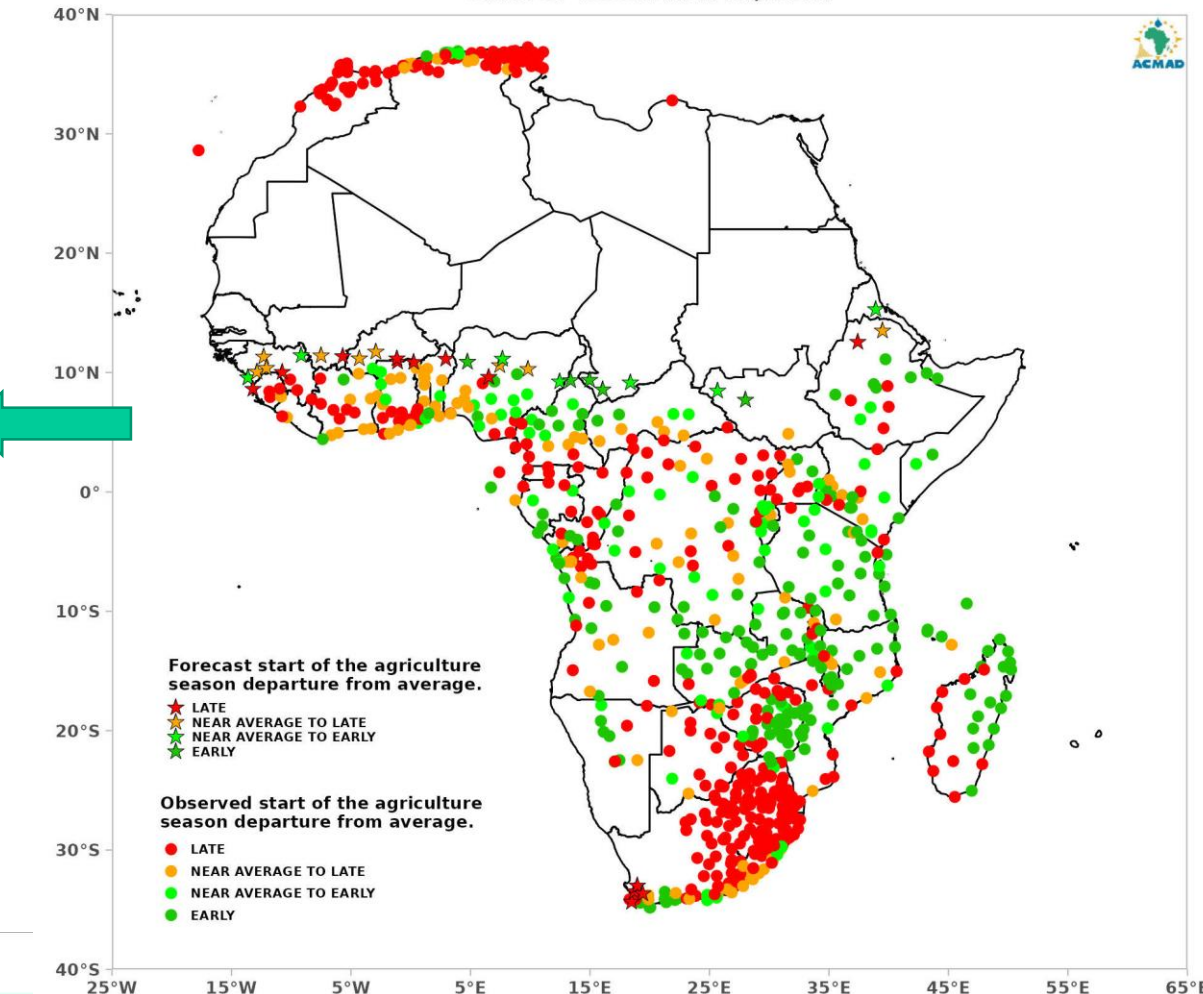 40°N
ACMAD
30°N
20°N
10°N
0°
10°S
20°S
30°S
40°S
Forecast start of the agriculture
season departure from average.
LATE
NEAR AVERAGE TO LATE
NEAR AVERAGE TO EARLY
EARLY
Observed start of the agriculture
season departure from average.
LATE
NEAR AVERAGE TO LATE
NEAR AVERAGE TO EARLY
EARLY
25°W 15°W 5°W 5°E 15°E 25°E 35°E 45°E 55°E 65°